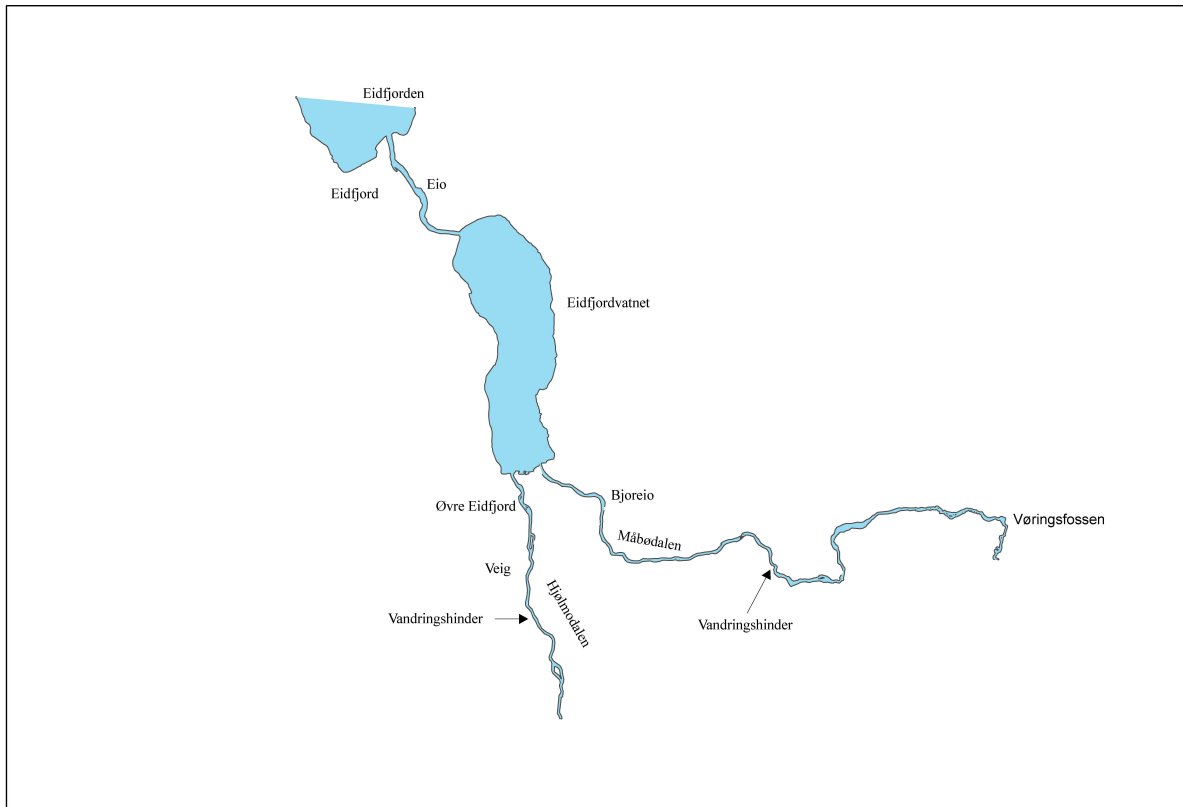 Eidfjorden
Eidfjord
Eio
Eidfjordvatnet
Bjoreio
Øvre Eidfjord
Vøringsfossen
Måbødalen
Veig
Hjølmodalen
Vandringshinder
Vandringshinder